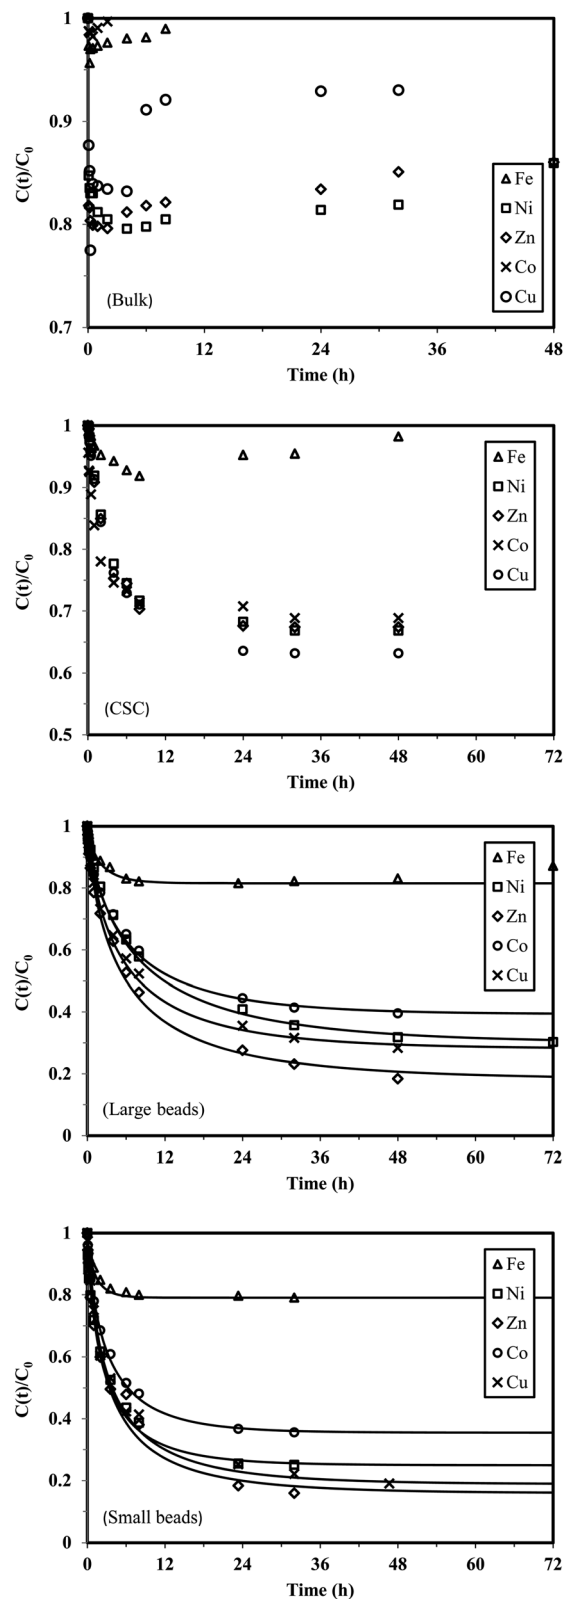 1
0.9
0.8
0.7
C(t)/C0
Fe
Ni
Zn
Co
Cu
(Bulk)
0 12 24 36 48
Time (h)
1
0.9
0.8
0.7
0.6
0.5
C(t)/C0
Fe
Ni
Zn
Co
Cu
(CSC)
0 12 24 36 48 60 72
Time (h)
1
0.8
0.6
0.4
0.2
0
C(t)/C0
Fe
Ni
Zn
Co
Cu
(Large beads)
0 12 24 36 48 60 72
Time (h)
1
0.8
0.6
0.4
0.2
0
C(t)/C0
Fe
Ni
Zn
Co
Cu
(Small beads)
0 12 24 36 48 60 72
Time (h)